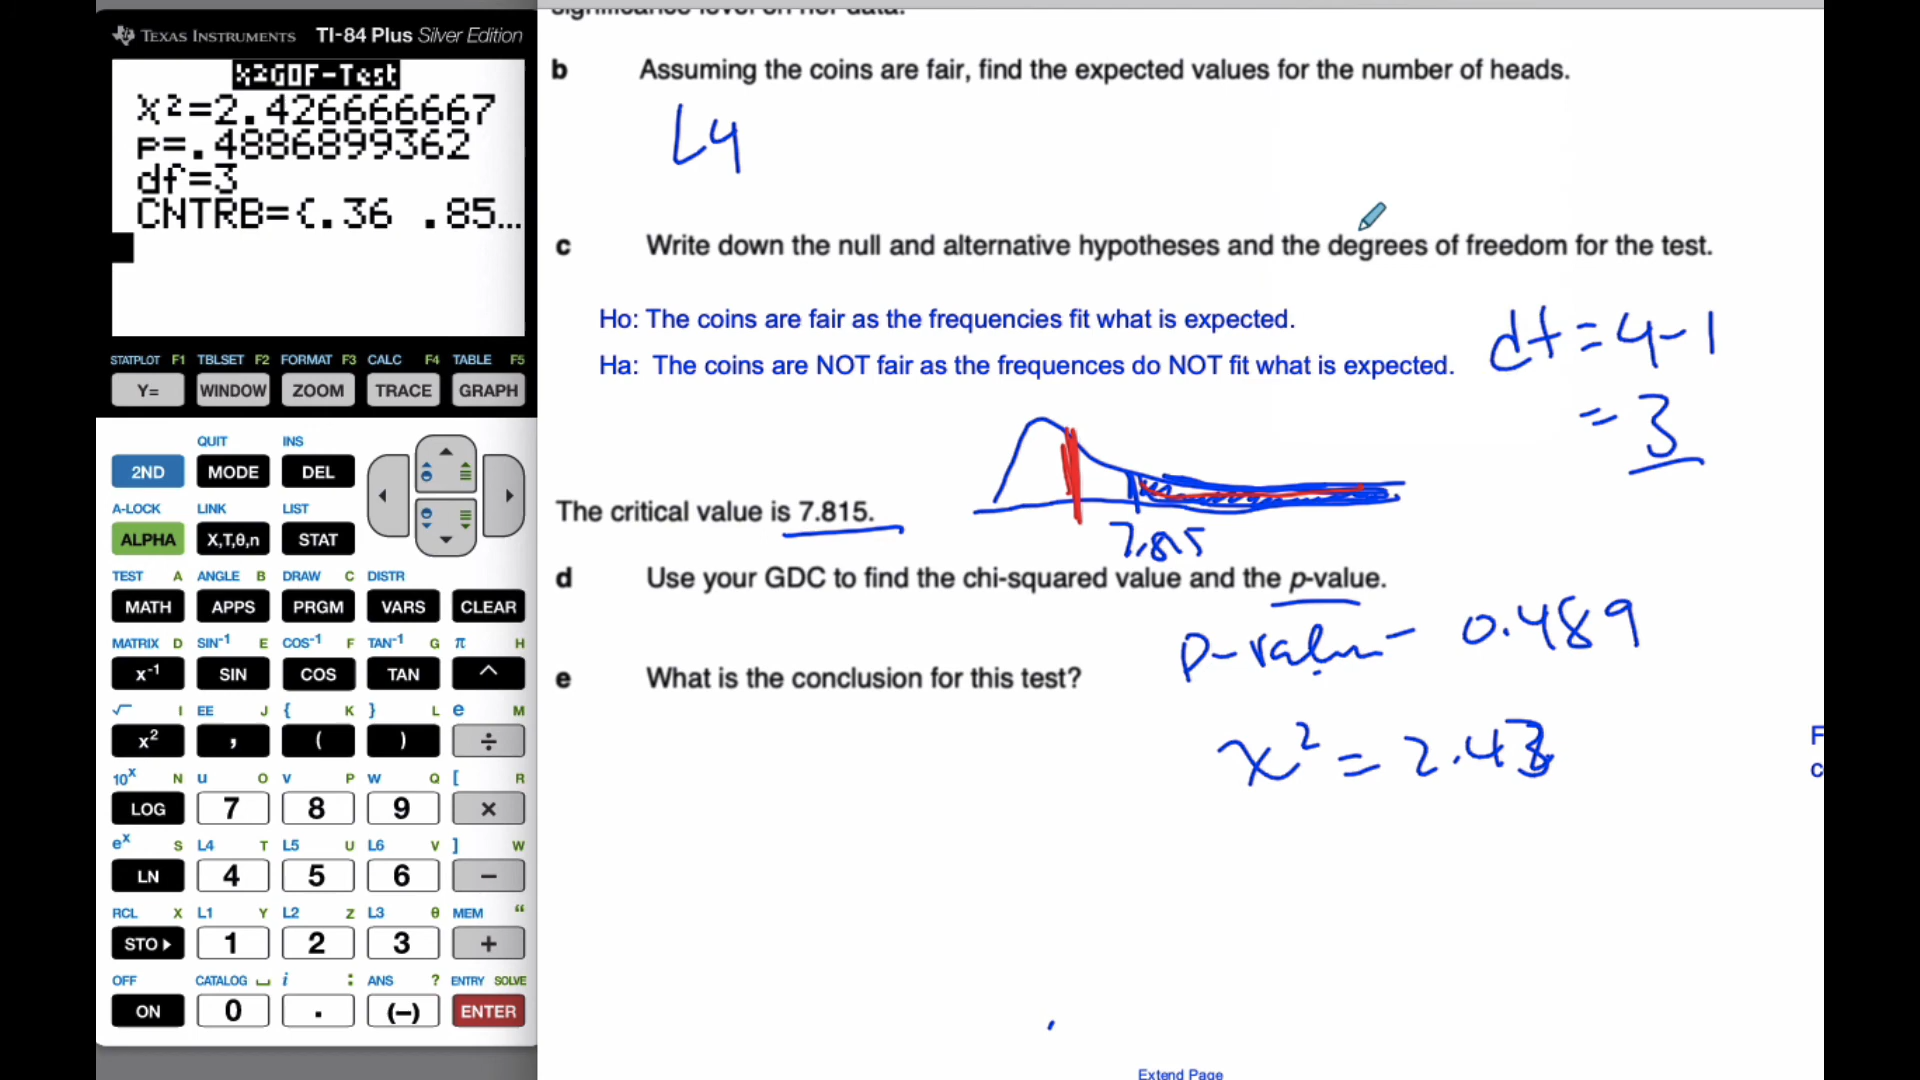 TEXAS INSTRUMENTS TI-84 Plus Silver Edition
χ²GOF-Test
χ²=2.426666667
p=.4886899362
df=3
CNTRB={.36 .85...
STATPLOT F1 TBLSET F2 FORMAT F3 CALC F4 TABLE F5
Y= WINDOW ZOOM TRACE GRAPH
QUIT INS
2ND MODE DEL
A-LOCK LINK LIST
ALPHA X,T,θ,n STAT
TEST A ANGLE B DRAW C DISTR
MATH APPS PRGM VARS CLEAR
MATRIX D SIN⁻¹ E COS⁻¹ F TAN⁻¹ G π H
x⁻¹ SIN COS TAN ^
√ I EE J { K } L e M
x² , ( ) ÷
10ˣ N u O v P w Q [ R
LOG 7 8 9 ×
eˣ S L4 T L5 U L6 V ] W
LN 4 5 6 −
RCL X L1 Y L2 Z L3 θ MEM “
STO▸ 1 2 3 +
OFF CATALOG ⎵ i : ANS ? ENTRY SOLVE
ON 0 . (–) ENTER
significance level on her data.
b Assuming the coins are fair, find the expected values for the number of heads.
L4
c Write down the null and alternative hypotheses and the degrees of freedom for the test.
Ho: The coins are fair as the frequencies fit what is expected.
Ha: The coins are NOT fair as the frequences do NOT fit what is expected.
df = 4-1
= 3
The critical value is 7.815.
7.815
d Use your GDC to find the chi-squared value and the p-value.
p-value = 0.489
e What is the conclusion for this test?
χ² = 2.43
F
c
Extend Page